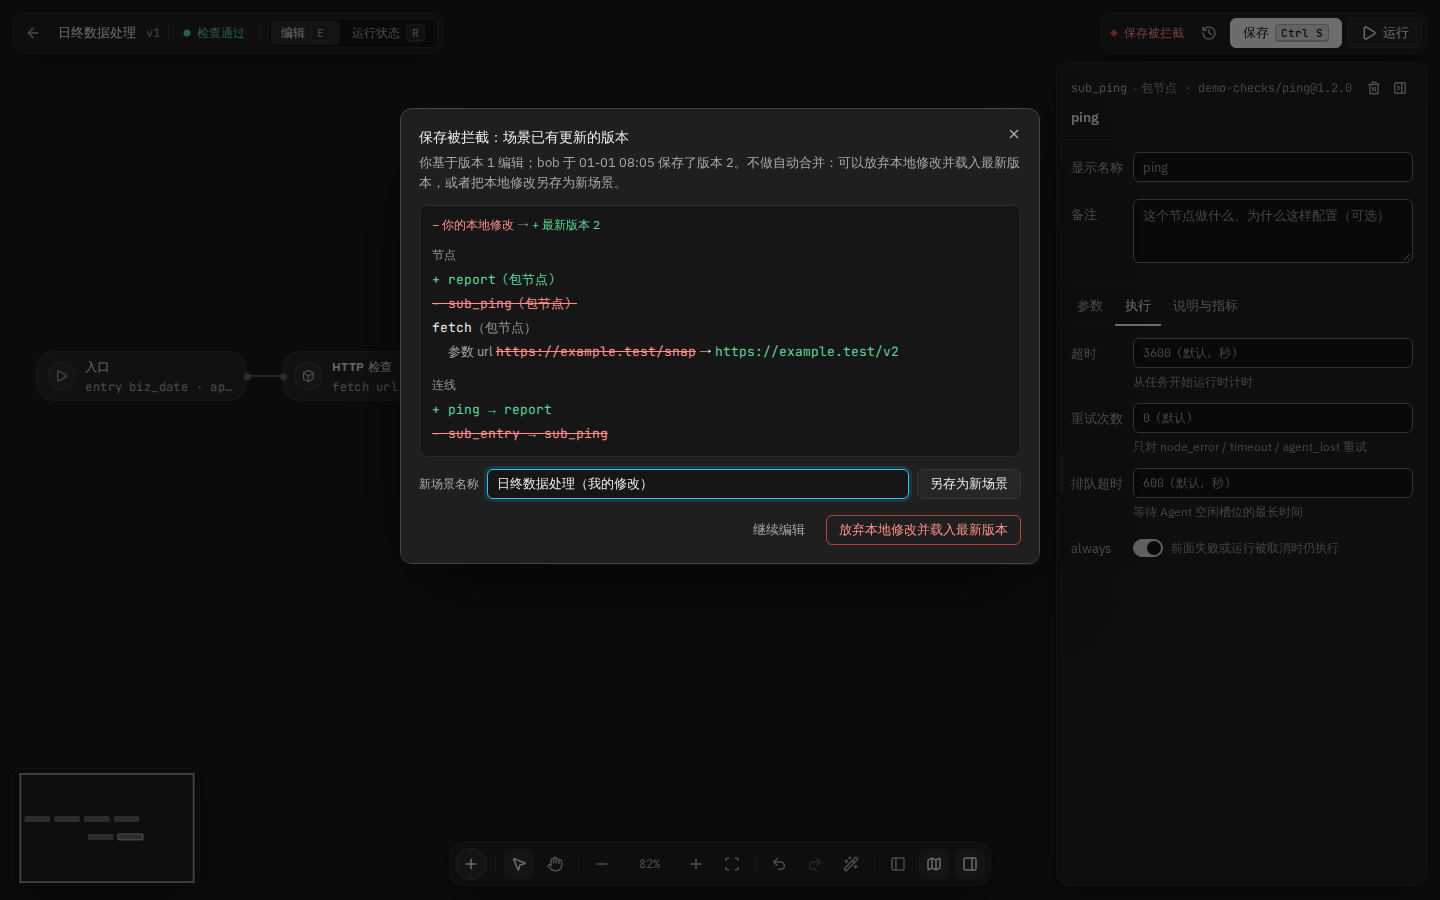 日终数据处理 v1 检查通过 编辑 E 运行状态 R
保存被拦截 保存 Ctrl S 运行
保存被拦截：场景已有更新的版本
你基于版本 1 编辑；bob 于 01-01 08:05 保存了版本 2。不做自动合并：可以放弃本地修改并载入最新版
本，或者把本地修改另存为新场景。
− 你的本地修改 → + 最新版本 2
节点
+ report（包节点）
- sub_ping（包节点）
fetch（包节点）
参数 url https://example.test/snap → https://example.test/v2
连线
+ ping → report
- sub_entry → sub_ping
新场景名称 日终数据处理（我的修改） 另存为新场景
继续编辑 放弃本地修改并载入最新版本
入口
entry biz_date · ap…
HTTP 检查
fetch url
sub_ping · 包节点 · demo-checks/ping@1.2.0
ping
显示名称 ping
备注 这个节点做什么、为什么这样配置（可选）
参数 执行 说明与指标
超时 3600（默认, 秒）
从任务开始运行时计时
重试次数 0（默认）
只对 node_error / timeout / agent_lost 重试
排队超时 600（默认, 秒）
等待 Agent 空闲槽位的最长时间
always 前面失败或运行被取消时仍执行
82%